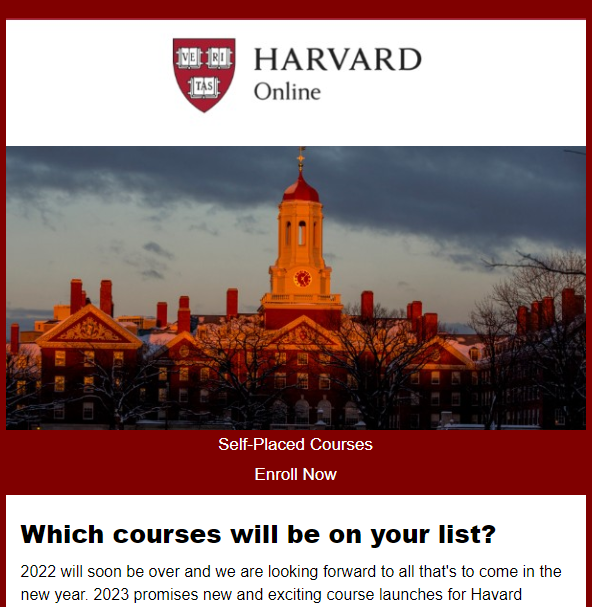 VE RI
TAS
HARVARD
Online
Self-Placed Courses
Enroll Now
Which courses will be on your list?
2022 will soon be over and we are looking forward to all that's to come in the
new year. 2023 promises new and exciting course launches for Havard